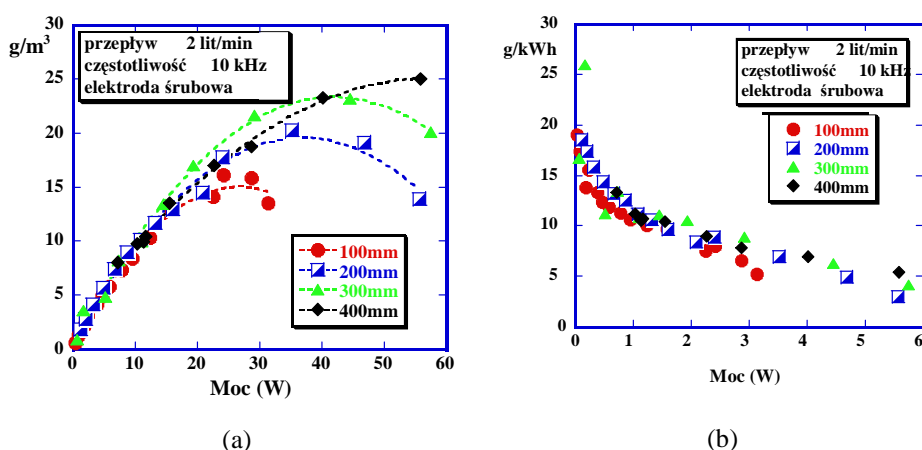 30
25
20
15
10
5
0
g/m³
przepływ 2 lit/min
częstotliwość 10 kHz
elektroda śrubowa
100mm
200mm
300mm
400mm
0 10 20 30 40 50 60
Moc (W)
(a)
30
25
20
15
10
5
0
g/kWh
przepływ 2 lit/min
częstotliwość 10 kHz
elektroda śrubowa
100mm
200mm
300mm
400mm
0 1 2 3 4 5 6
Moc (W)
(b)